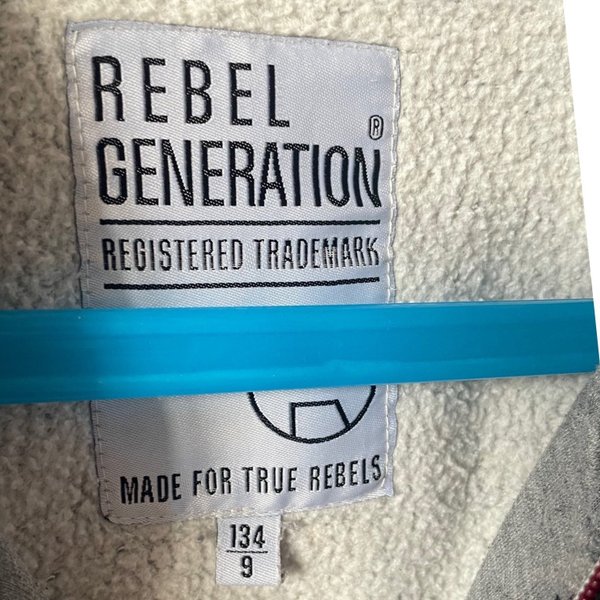 REBEL
GENERATION®
REGISTERED TRADEMARK
MADE FOR TRUE REBELS
134
9